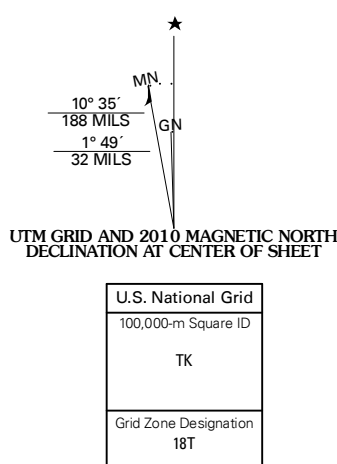 ★
MN
GN
10° 35´
188 MILS
1° 49´
32 MILS
UTM GRID AND 2010 MAGNETIC NORTH
DECLINATION AT CENTER OF SHEET
U.S. National Grid
100,000-m Square ID
TK
Grid Zone Designation
18T